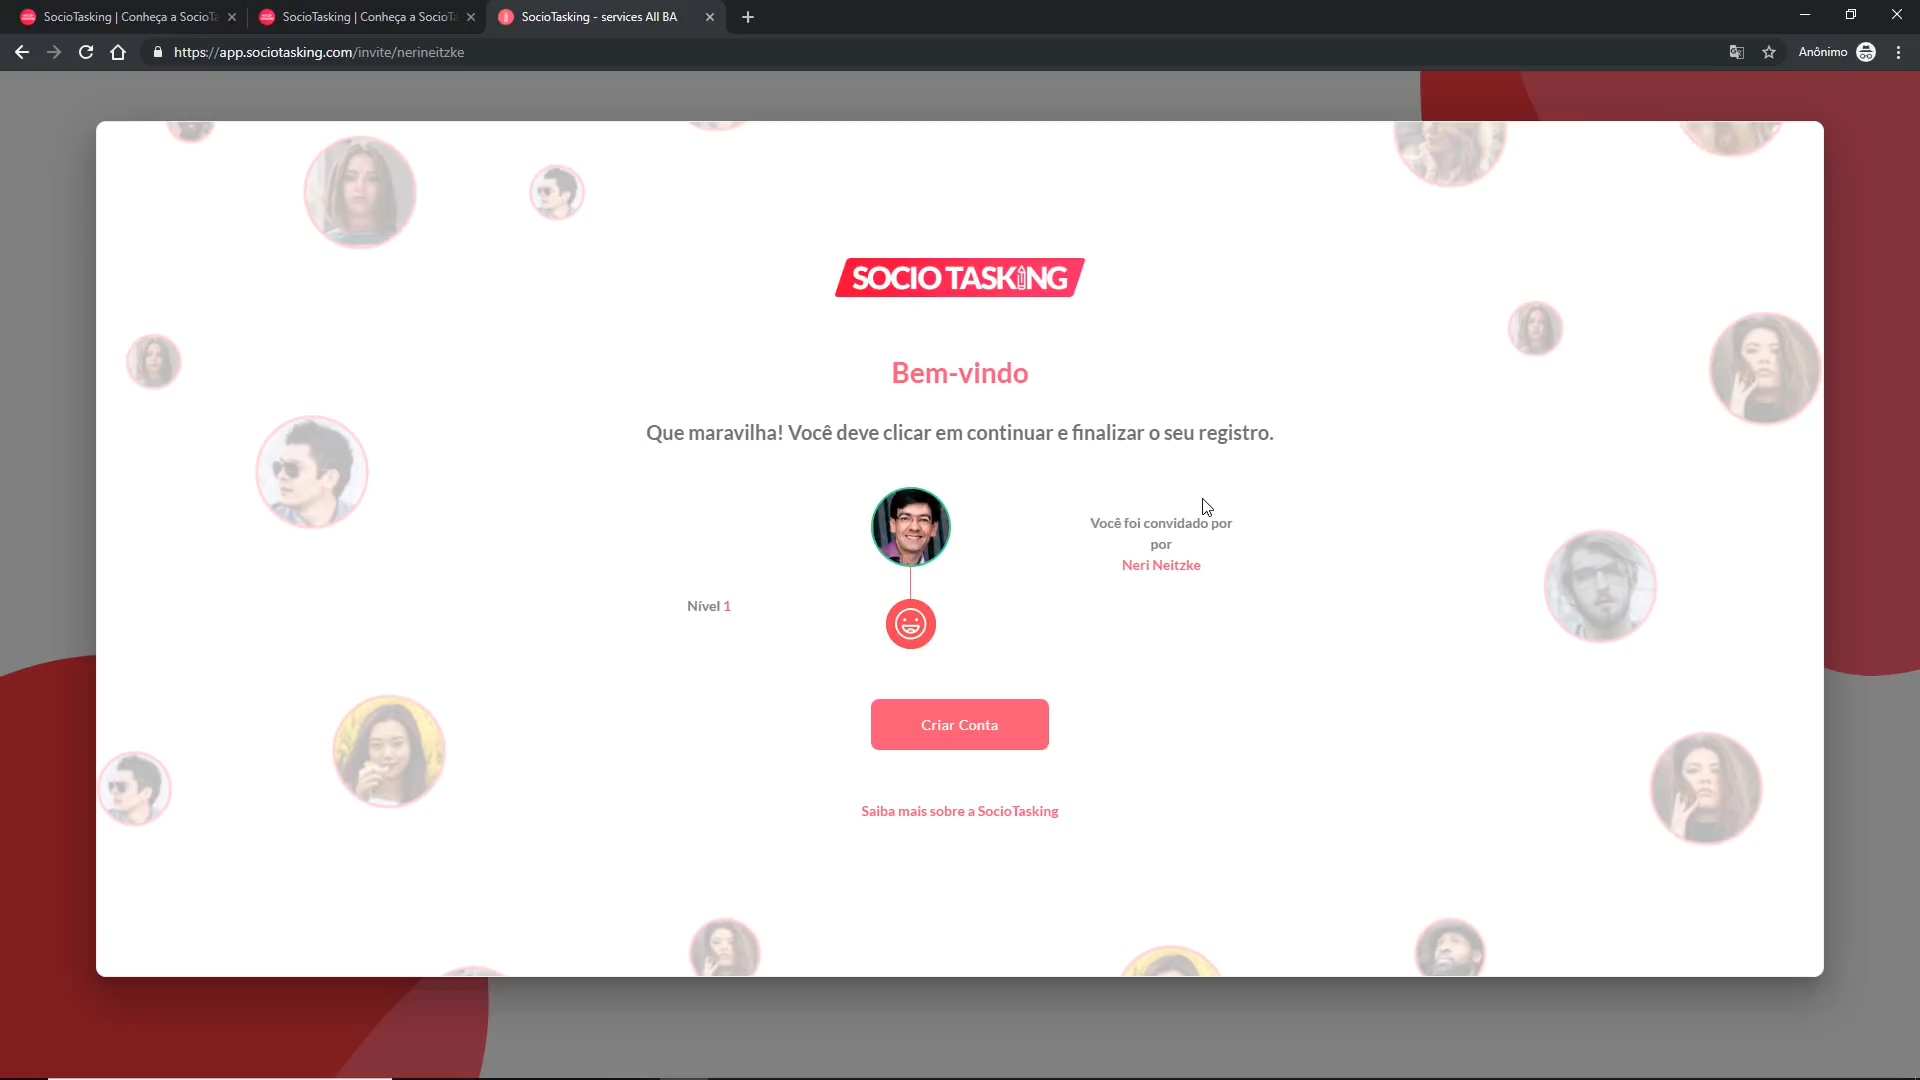 SocioTasking | Conheça a SocioT
SocioTasking | Conheça a SocioTa
SocioTasking - services All BA
https://app.sociotasking.com/invite/nerineitzke
Anônimo
SOCIO TASKING
Bem-vindo
Que maravilha! Você deve clicar em continuar e finalizar o seu registro.
Você foi convidado por
por
Neri Neitzke
Nível 1
Criar Conta
Saiba mais sobre a SocioTasking